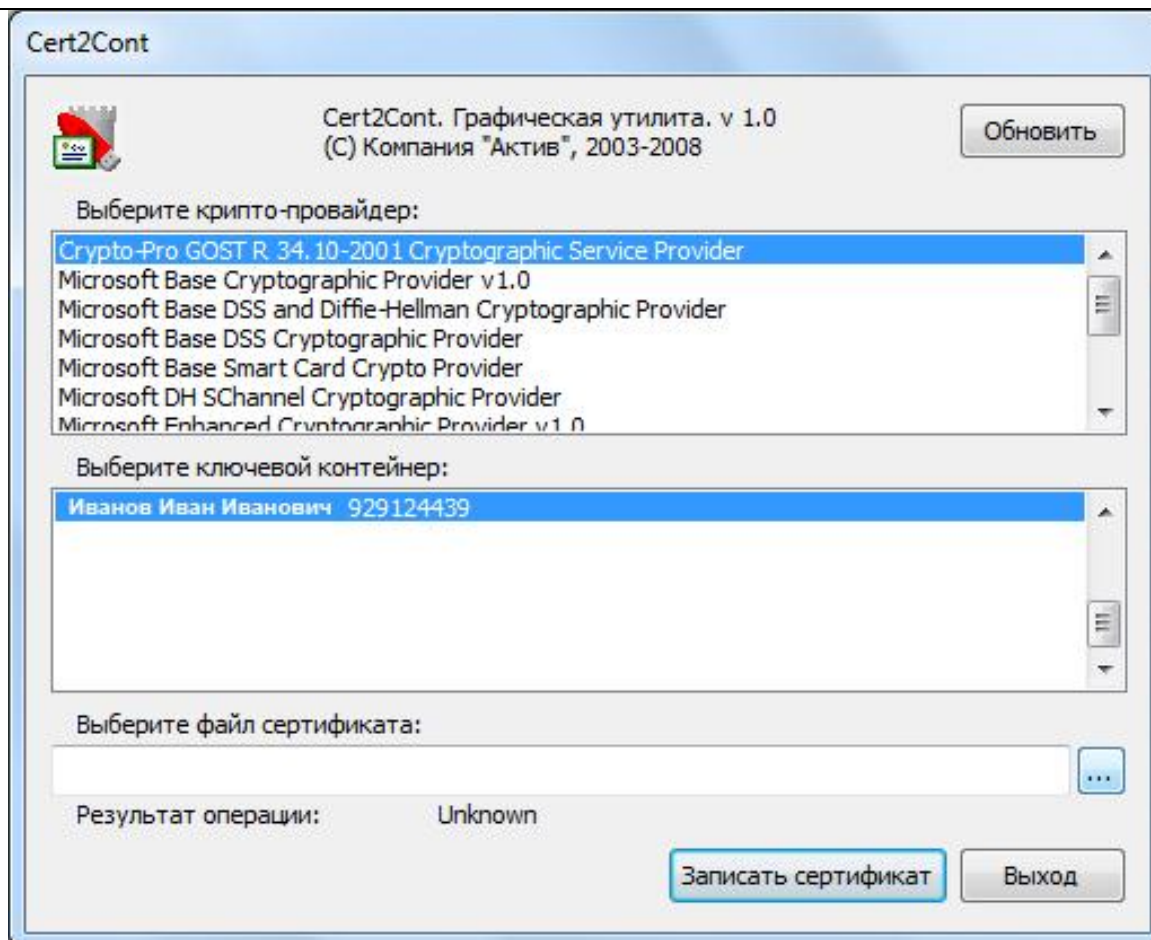 Cert2Cont
Cert2Cont. Графическая утилита. v 1.0
(C) Компания "Актив", 2003-2008
Обновить
Выберите крипто-провайдер:
Crypto-Pro GOST R 34.10-2001 Cryptographic Service Provider
Microsoft Base Cryptographic Provider v1.0
Microsoft Base DSS and Diffie-Hellman Cryptographic Provider
Microsoft Base DSS Cryptographic Provider
Microsoft Base Smart Card Crypto Provider
Microsoft DH SChannel Cryptographic Provider
Microsoft Enhanced Cryptographic Provider v1.0
Выберите ключевой контейнер:
Иванов Иван Иванович 929124439
Выберите файл сертификата:
...
Результат операции: Unknown
Записать сертификат Выход